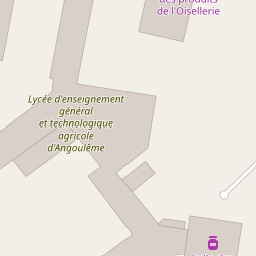 des produits
de l'Oisellerie
Lycée d'enseignement
général
et technologique
agricole
d'Angoulême